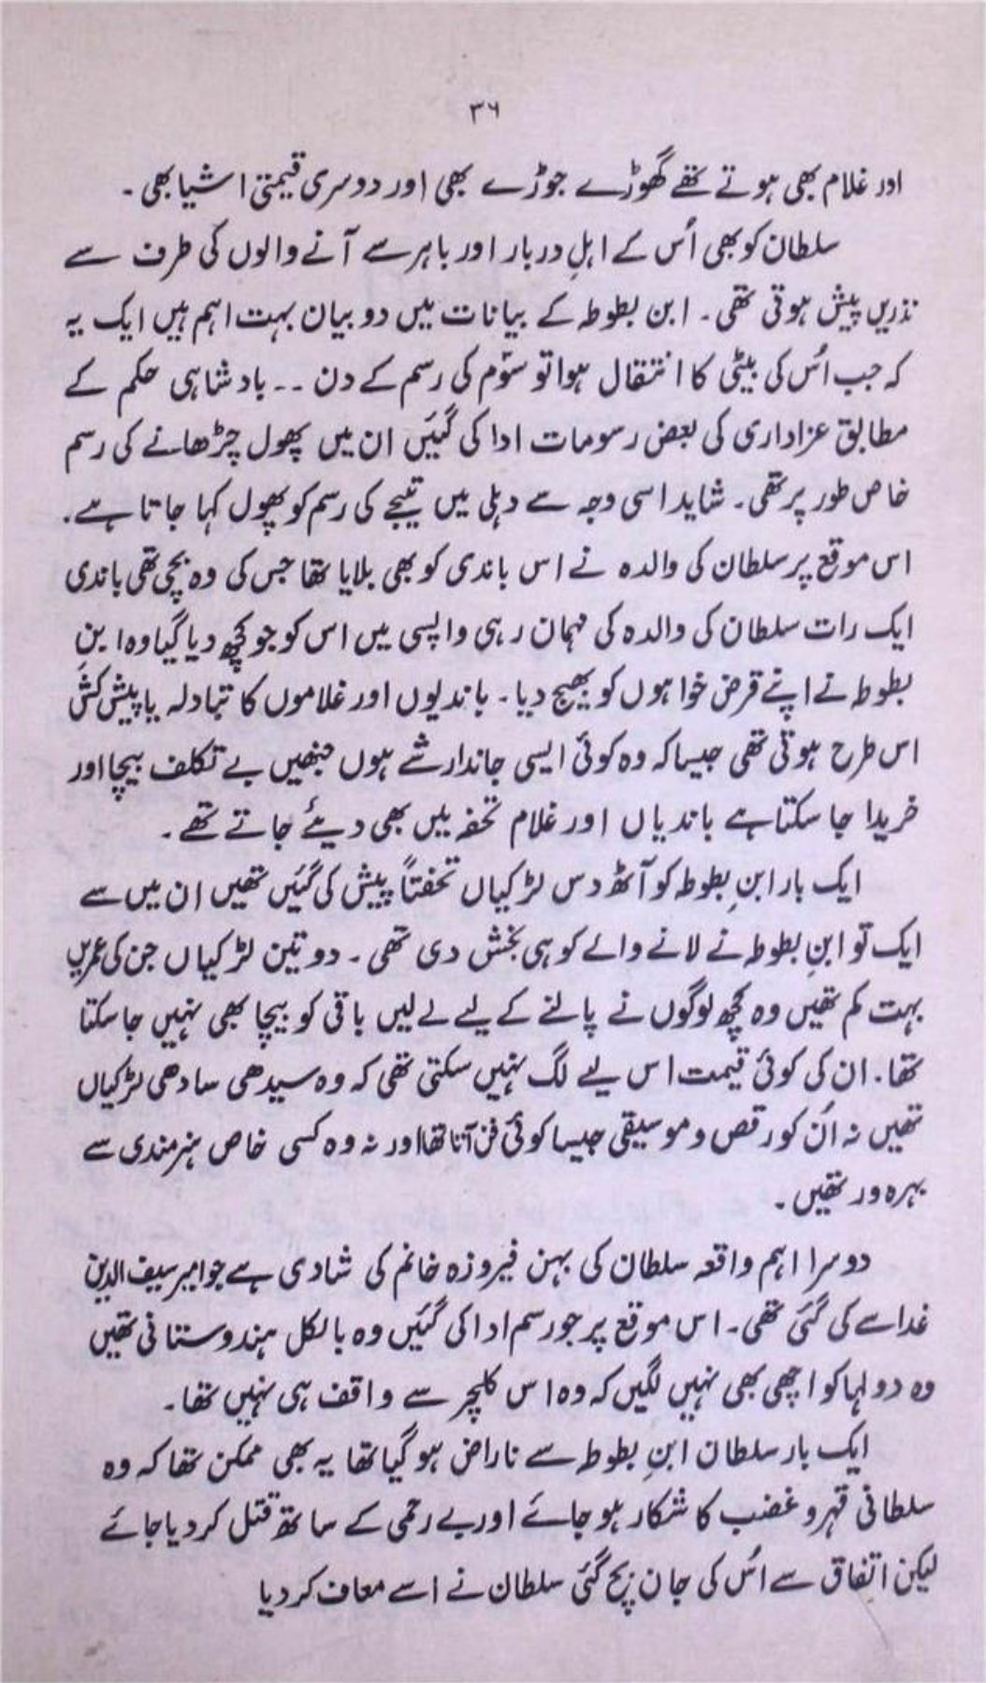 ۳۶
اور غلام بھی ہوتے تھے گھوڑے جوڑے بھی اور دوسری قیمتی اشیا بھی ۔
سلطان کو بھی اُس کے اہلِ دربار اور باہر سے آنے والوں کی طرف سے
نذریں پیش ہوتی تھی ۔ ابن بطوطہ کے بیانات میں دو بیان بہت اہم ہیں ایک یہ
کہ جب اُس کی بیٹی کا انتقال ہوا تو سوّم کی رسم کے دن ۔۔ بادشاہی حکم کے
مطابق عزاداری کی بعض رسومات ادا کی گئیں ان میں پھول چڑھانے کی رسم
خاص طور پر تھی ۔ شاید اسی وجہ سے دہلی میں تیجے کی رسم کو پھول کہا جاتا ہے ۔
اس موقع پر سلطان کی والدہ نے اس باندی کو بھی بلایا تھا جس کی وہ بچی تھی باندی
ایک رات سلطان کی والدہ کی مہمان رہی واپسی میں اس کو جو کچھ دیا گیا وہ ابنِ
بطوطہ نے اپنے قرض خواہوں کو بھیج دیا ۔ باندیوں اور غلاموں کا تبادلہ یا پیش کش
اس طرح ہوتی تھی جیسا کہ وہ کوئی ایسی جاندار شے ہوں جنھیں بے تکلف بیچا اور
خریدا جا سکتا ہے باندیاں اور غلام تحفہ میں بھی دیئے جاتے تھے ۔
ایک بار ابنِ بطوطہ کو آٹھ دس لڑکیاں تحفتاً پیش کی گئیں تھیں ان میں سے
ایک تو ابنِ بطوطہ نے لانے والے کو ہی بخش دی تھی ۔ دو تین لڑکیاں جن کی عمریں
بہت کم تھیں وہ کچھ لوگوں نے پالنے کے لیے لے لیں باقی کو بیچا بھی نہیں جا سکتا
تھا ۔ ان کی کوئی قیمت اس لیے لگ نہیں سکتی تھی کہ وہ سیدھی سادھی لڑکیاں
تھیں نہ اُن کو رقص و موسیقی جیسا کوئی فن آتا تھا اور نہ وہ کسی خاص ہنرمندی سے
بہرہ ور تھیں ۔
دوسرا اہم واقعہ سلطان کی بہن فیروزہ خانم کی شادی ہے جو امیر سیف الدین
غدا سے کی گئی تھی ۔ اس موقع پر جو رسم ادا کی گئیں وہ بالکل ہندوستانی تھیں
وہ دولہا کو اچھی بھی نہیں لگیں کہ وہ اس کلچر سے واقف ہی نہیں تھا ۔
ایک بار سلطان ابنِ بطوطہ سے ناراض ہو گیا تھا یہ بھی ممکن تھا کہ وہ
سلطانی قہر و غضب کا شکار ہو جائے اور بے رحمی کے ساتھ قتل کر دیا جائے
لیکن اتفاق سے اُس کی جان بچ گئی سلطان نے اسے معاف کر دیا